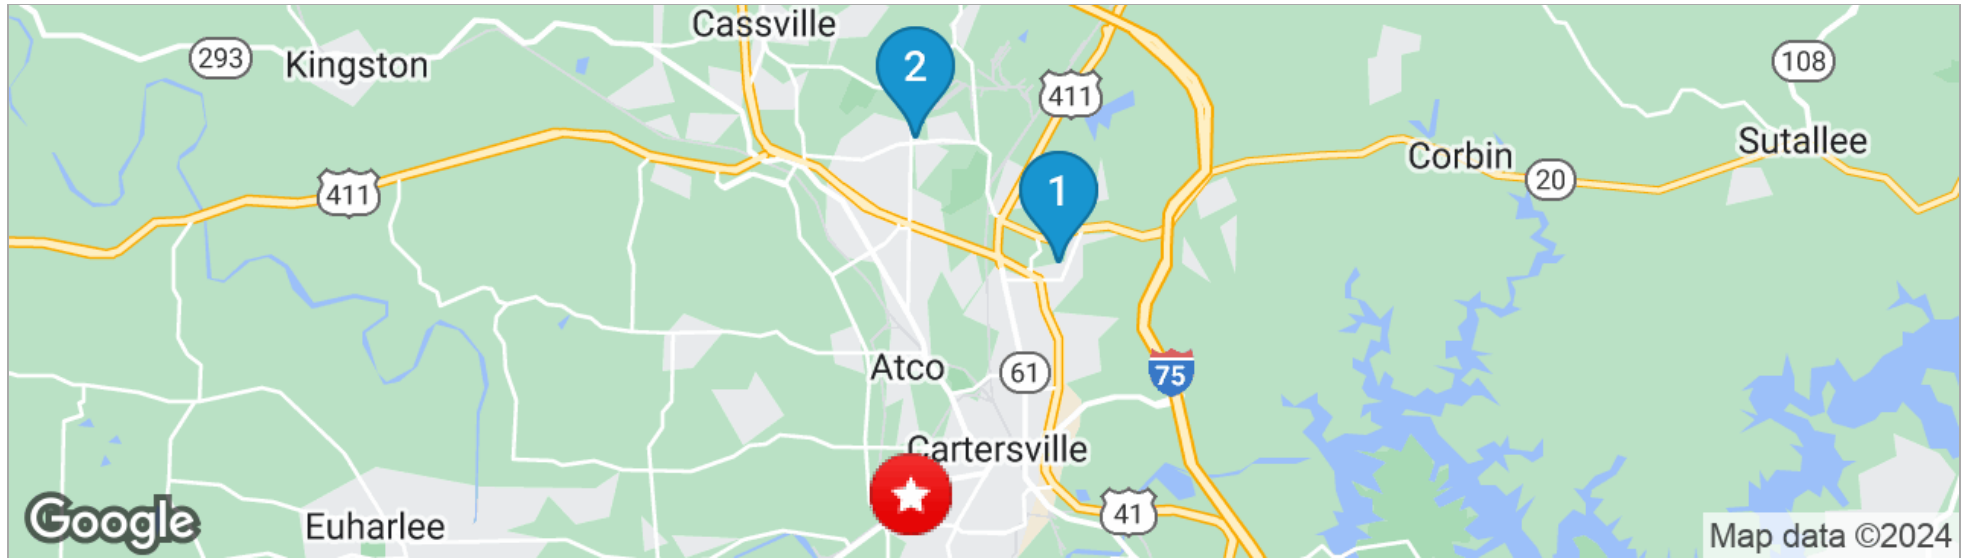 Cassville
293
Kingston
2
108
411
Sutallee
Corbin
20
411
1
Atco
61
75
Cartersville
41
Google
Euharlee
Map data ©2024